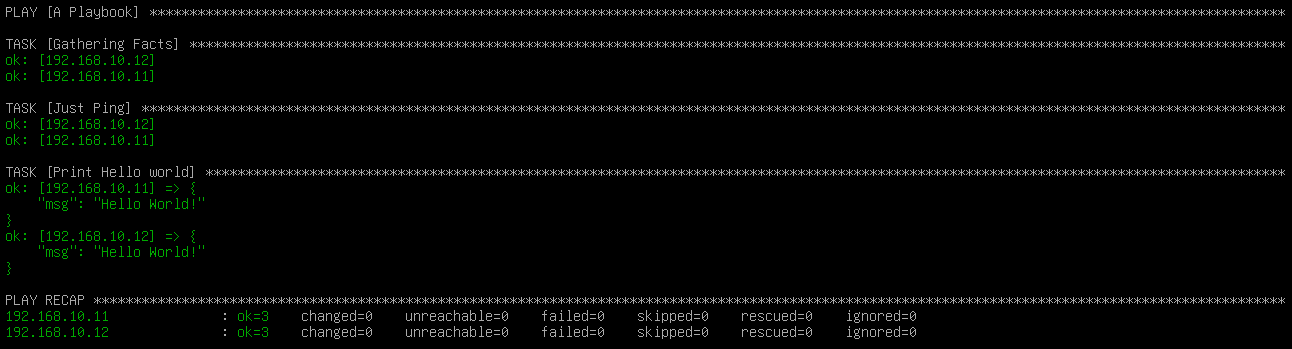 PLAY [A Playbook] **********************************************************************************************************************************************
TASK [Gathering Facts] *****************************************************************************************************************************************
ok: [192.168.10.12]
ok: [192.168.10.11]
TASK [Just Ping] ***********************************************************************************************************************************************
ok: [192.168.10.12]
ok: [192.168.10.11]
TASK [Print Hello world] ***************************************************************************************************************************************
ok: [192.168.10.11] => {
    "msg": "Hello World!"
}
ok: [192.168.10.12] => {
    "msg": "Hello World!"
}
PLAY RECAP *****************************************************************************************************************************************************
192.168.10.11              : ok=3    changed=0    unreachable=0    failed=0    skipped=0    rescued=0    ignored=0
192.168.10.12              : ok=3    changed=0    unreachable=0    failed=0    skipped=0    rescued=0    ignored=0